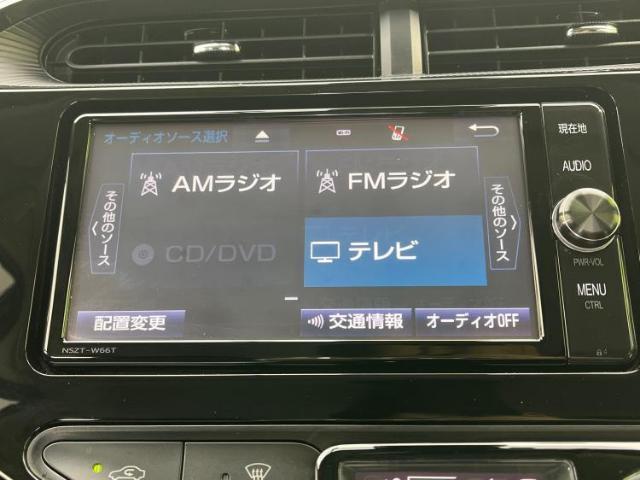 オーディオソース選択
現在地
AMラジオ
FMラジオ
AUDIO
その他のソース
その他のソース
CD/DVD
テレビ
PWR•VOL
MENU
CTRL
配置変更
交通情報
オーディオOFF
NSZT-W66T